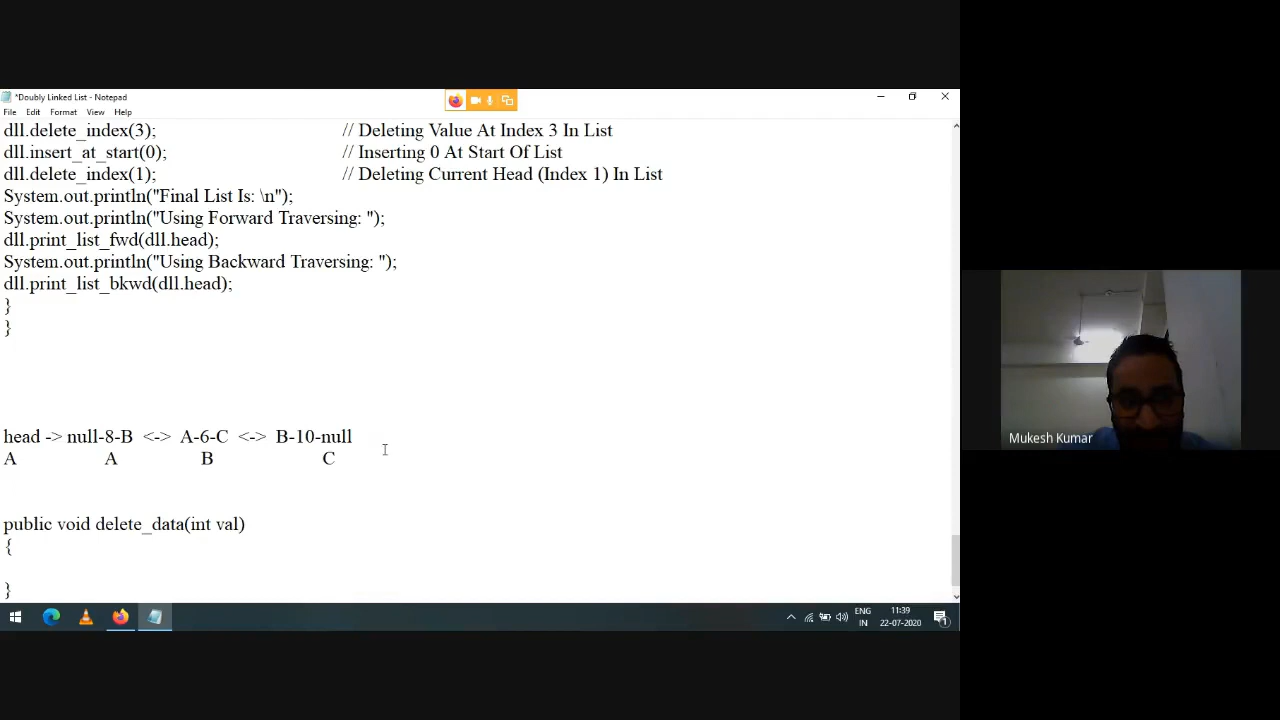 *Doubly Linked List - Notepad
File Edit Format View Help
dll.delete_index(3); // Deleting Value At Index 3 In List
dll.insert_at_start(0); // Inserting 0 At Start Of List
dll.delete_index(1); // Deleting Current Head (Index 1) In List
System.out.println("Final List Is: \n");
System.out.println("Using Forward Traversing: ");
dll.print_list_fwd(dll.head);
System.out.println("Using Backward Traversing: ");
dll.print_list_bkwd(dll.head);
}
}
head -> null-8-B <-> A-6-C <-> B-10-null
A A B C
public void delete_data(int val)
{
}
Mukesh Kumar
ENG 11:39
IN 22-07-2020 1